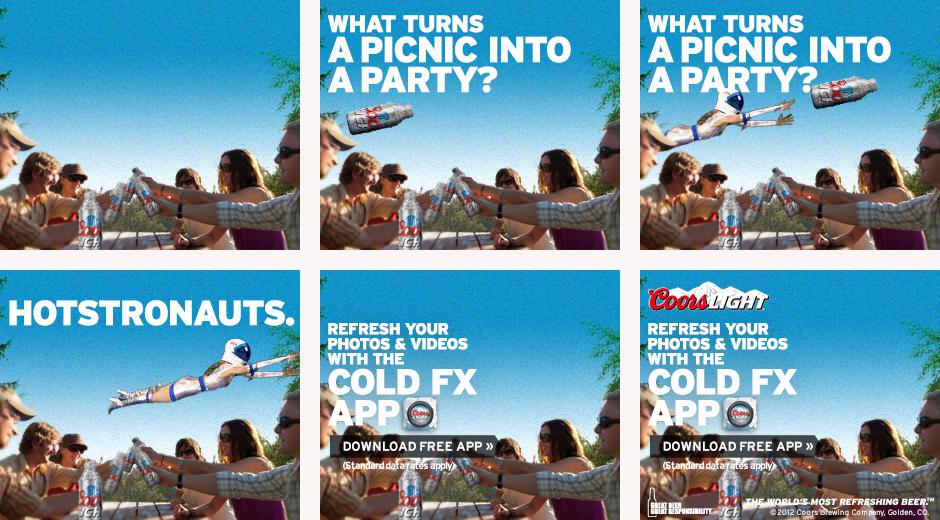 WHAT TURNS
A PICNIC INTO
A PARTY?
WHAT TURNS
A PICNIC INTO
A PARTY?
HOTSTRONAUTS.
REFRESH YOUR
PHOTOS & VIDEOS
WITH THE
COLD FX
APP
DOWNLOAD FREE APP »
(Standard data rates apply)
Coors LIGHT
REFRESH YOUR
PHOTOS & VIDEOS
WITH THE
COLD FX
APP
DOWNLOAD FREE APP »
(Standard data rates apply)
GREAT BEER
GREAT RESPONSIBILITY
THE WORLD'S MOST REFRESHING BEER.™
©2012 Coors Brewing Company, Golden, CO.